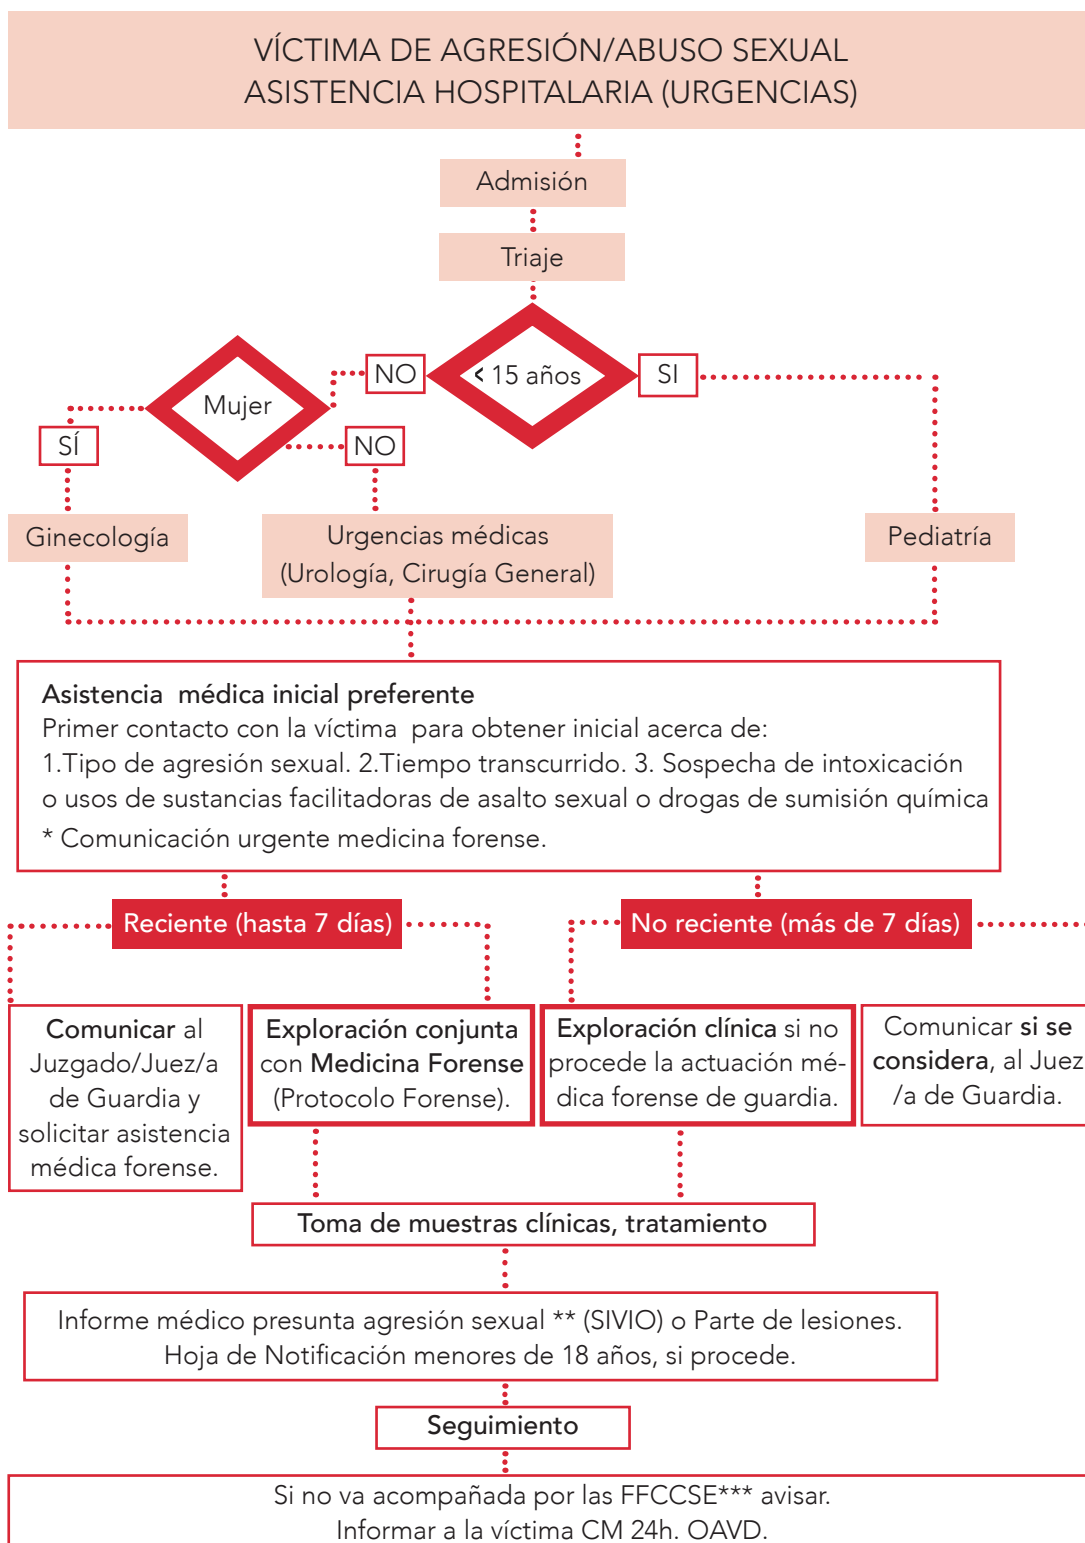 VÍCTIMA DE AGRESIÓN/ABUSO SEXUAL
ASISTENCIA HOSPITALARIA (URGENCIAS)
Admisión
Triaje
< 15 años
NO
SI
Mujer
SÍ
NO
Ginecología
Urgencias médicas
(Urología, Cirugía General)
Pediatría
Asistencia médica inicial preferente
Primer contacto con la víctima para obtener inicial acerca de:
1.Tipo de agresión sexual. 2.Tiempo transcurrido. 3. Sospecha de intoxicación
o usos de sustancias facilitadoras de asalto sexual o drogas de sumisión química
* Comunicación urgente medicina forense.
Reciente (hasta 7 días)
No reciente (más de 7 días)
Comunicar al
Juzgado/Juez/a
de Guardia y
solicitar asistencia
médica forense.
Exploración conjunta
con Medicina Forense
(Protocolo Forense).
Exploración clínica si no
procede la actuación mé-
dica forense de guardia.
Comunicar si se
considera, al Juez
/a de Guardia.
Toma de muestras clínicas, tratamiento
Informe médico presunta agresión sexual ** (SIVIO) o Parte de lesiones.
Hoja de Notificación menores de 18 años, si procede.
Seguimiento
Si no va acompañada por las FFCCSE*** avisar.
Informar a la víctima CM 24h. OAVD.